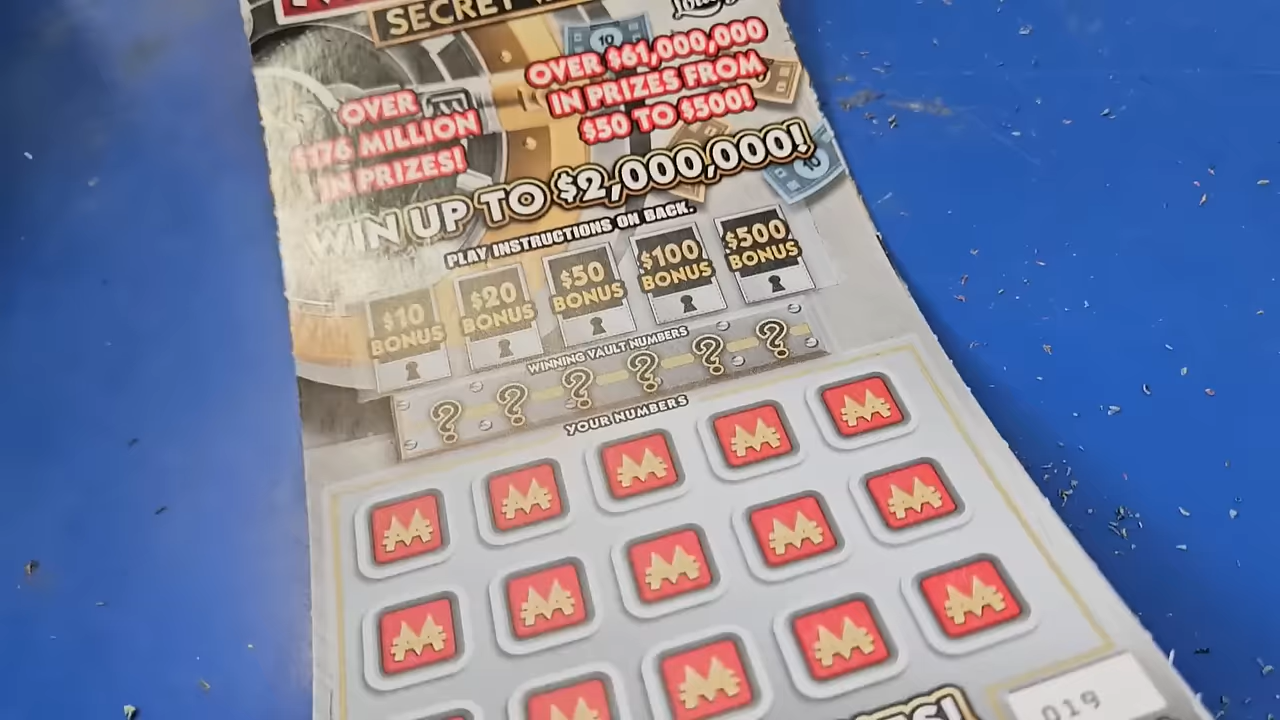 SECRET
OVER $61,000,000
IN PRIZES FROM
$50 TO $500!
OVER
$176 MILLION
IN PRIZES!
WIN UP TO $2,000,000!
PLAY INSTRUCTIONS ON BACK.
$10 BONUS
$20 BONUS
$50 BONUS
$100 BONUS
$500 BONUS
WINNING VAULT NUMBERS
? ? ? ? ? ?
YOUR NUMBERS
019